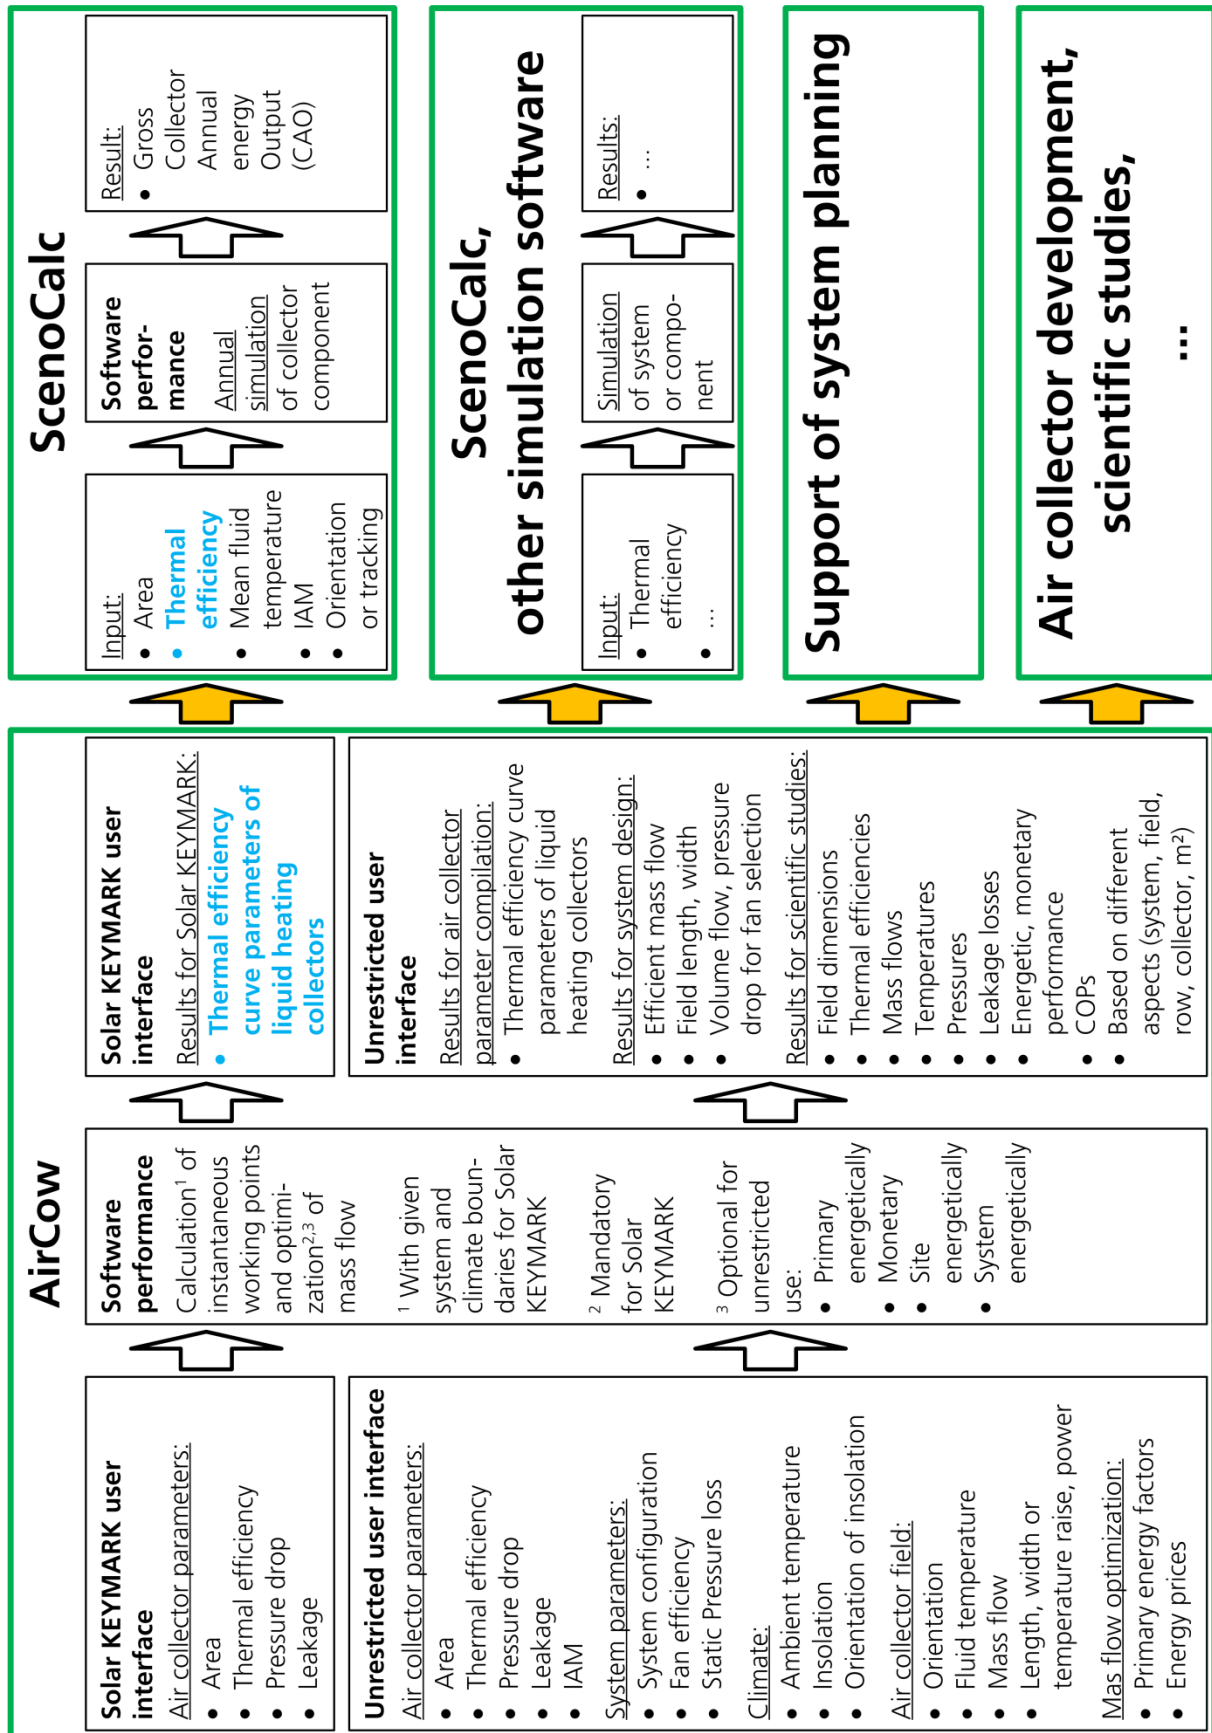 AirCow
Solar KEYMARK user
interface
Air collector parameters:
• Area
• Thermal efficiency
• Pressure drop
• Leakage
Unrestricted user interface
Air collector parameters:
• Area
• Thermal efficiency
• Pressure drop
• Leakage
• IAM
System parameters:
• System configuration
• Fan efficiency
• Static Pressure loss
Climate:
• Ambient temperature
• Insolation
• Orientation of insolation
Air collector field:
• Orientation
• Fluid temperature
• Mass flow
• Length, width or
temperature raise, power
Mas flow optimization:
• Primary energy factors
• Energy prices
Software
performance
Calculation¹ of
instantaneous
working points
and optimi-
zation²,³ of
mass flow
¹ With given
system and
climate boun-
daries for Solar
KEYMARK
² Mandatory
for Solar
KEYMARK
³ Optional for
unrestricted
use:
• Primary
energetically
• Monetary
• Site
energetically
• System
energetically
Solar KEYMARK user
interface
Results for Solar KEYMARK:
• Thermal efficiency
curve parameters of
liquid heating
collectors
Unrestricted user
interface
Results for air collector
parameter compilation:
• Thermal efficiency curve
parameters of liquid
heating collectors
Results for system design:
• Efficient mass flow
• Field length, width
• Volume flow, pressure
drop for fan selection
Results for scientific studies:
• Field dimensions
• Thermal efficiencies
• Mass flows
• Temperatures
• Pressures
• Leakage losses
• Energetic, monetary
performance
• COPs
• Based on different
aspects (system, field,
row, collector, m²)
ScenoCalc
Input:
• Area
• Thermal
efficiency
• Mean fluid
temperature
• IAM
• Orientation
or tracking
Software
perfor-
mance
Annual
simulation
of collector
component
Result:
• Gross
Collector
Annual
energy
Output
(CAO)
ScenoCalc,
other simulation software
Input:
• Thermal
efficiency
• ...
Simulation
of system
or compo-
nent
Results:
• ...
Support of system planning
Air collector development,
scientific studies,
...